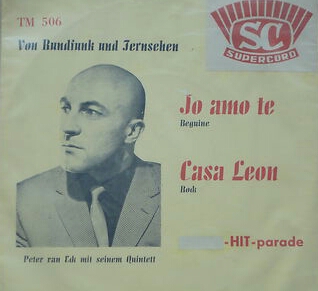 TM 506
Von Rundfunk und Fernsehen
SC
SUPERCORD
Jo amo te
Beguine
Casa Leon
Rock
-HIT-parade
Peter van Eck mit seinem Quintett